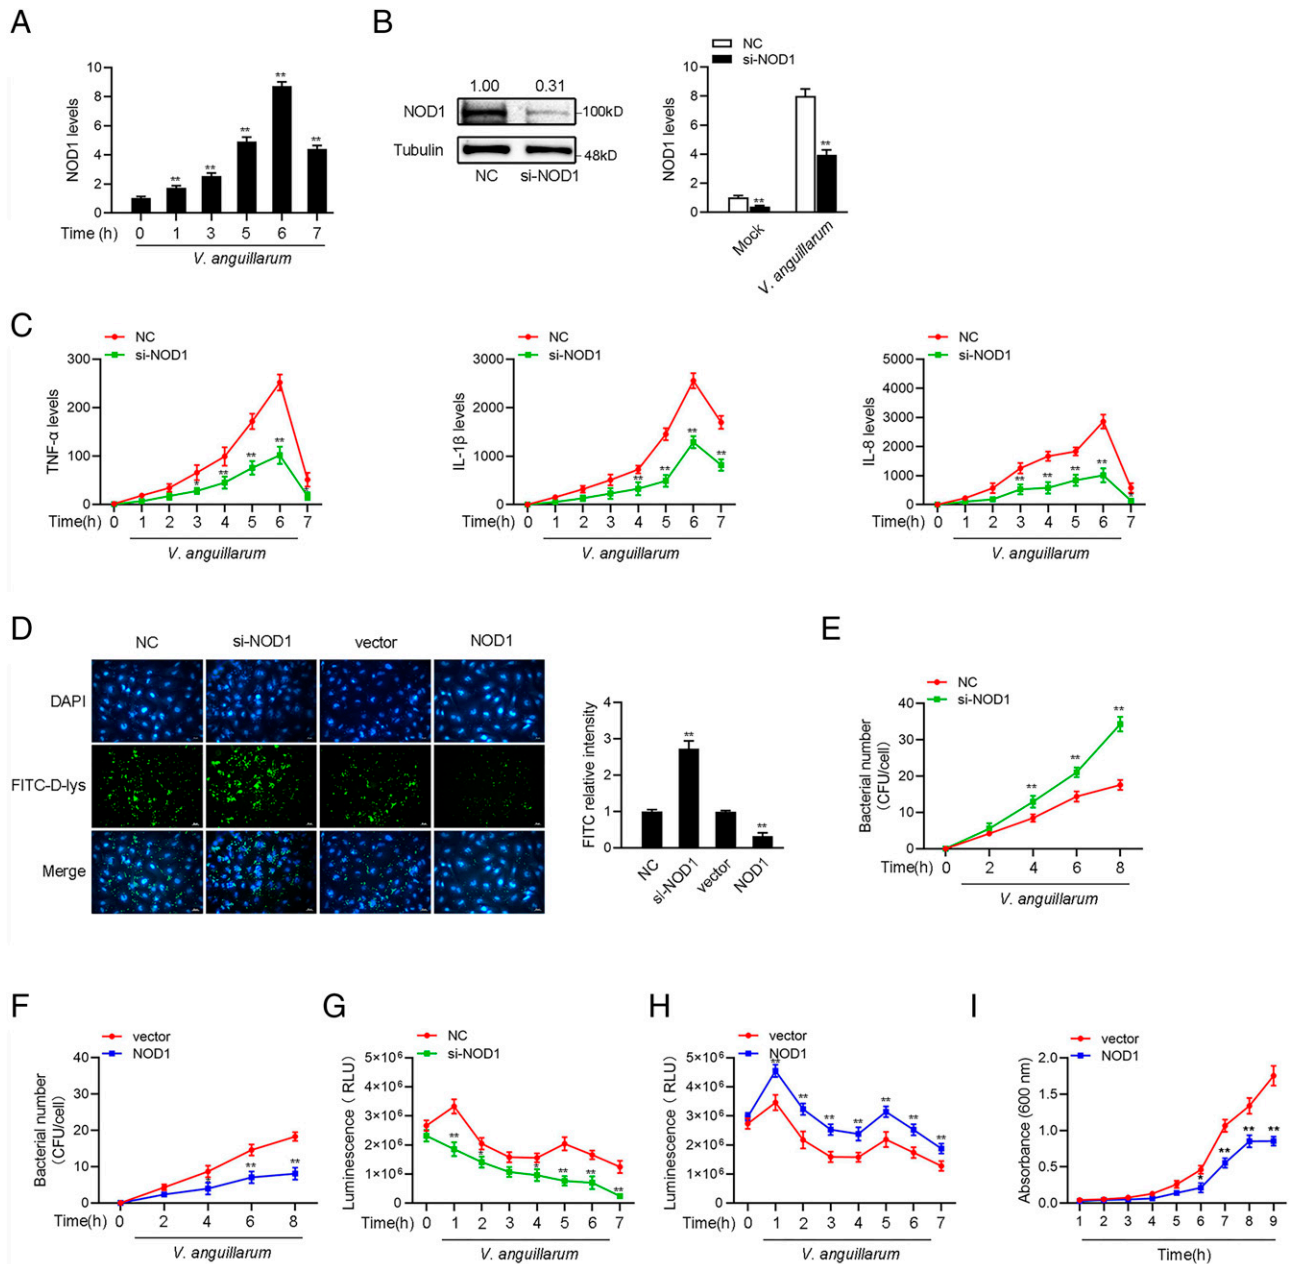 A
10
8
6
4
2
0
NOD1 levels
**
**
**
**
**
Time (h) 0 1 3 5 6 7
V. anguillarum
B
1.00 0.31
NOD1
100kD
Tubulin
48kD
NC si-NOD1
NC
si-NOD1
10
8
6
4
2
0
NOD1 levels
**
**
Mock
V. anguillarum
C
NC
si-NOD1
300
200
100
0
TNF-α levels
*
**
**
**
*
Time(h) 0 1 2 3 4 5 6 7
V. anguillarum
NC
si-NOD1
3000
2000
1000
0
IL-1β levels
**
**
**
**
Time(h) 0 1 2 3 4 5 6 7
V. anguillarum
NC
si-NOD1
5000
4000
3000
2000
1000
0
IL-8 levels
**
**
**
**
*
Time(h) 0 1 2 3 4 5 6 7
V. anguillarum
D
NC si-NOD1 vector NOD1
DAPI
FITC-D-lys
Merge
4
3
2
1
0
FITC relative intensity
**
**
NC
si-NOD1
vector
NOD1
E
NC
si-NOD1
40
30
20
10
0
Bacterial number
(CFU/cell)
**
**
**
Time(h) 0 2 4 6 8
V. anguillarum
F
vector
NOD1
40
30
20
10
0
Bacterial number
(CFU/cell)
*
**
**
Time(h) 0 2 4 6 8
V. anguillarum
G
NC
si-NOD1
5×10⁶
4×10⁶
3×10⁶
2×10⁶
1×10⁶
0
Luminescence ( RLU)
**
*
*
**
**
**
Time(h) 0 1 2 3 4 5 6 7
V. anguillarum
H
vector
NOD1
5×10⁶
4×10⁶
3×10⁶
2×10⁶
1×10⁶
0
Luminescence ( RLU)
**
**
**
**
**
**
**
Time(h) 0 1 2 3 4 5 6 7
V. anguillarum
I
vector
NOD1
2.0
1.5
1.0
0.5
0.0
Absorbance (600 nm)
*
**
**
**
1 2 3 4 5 6 7 8 9
Time(h)